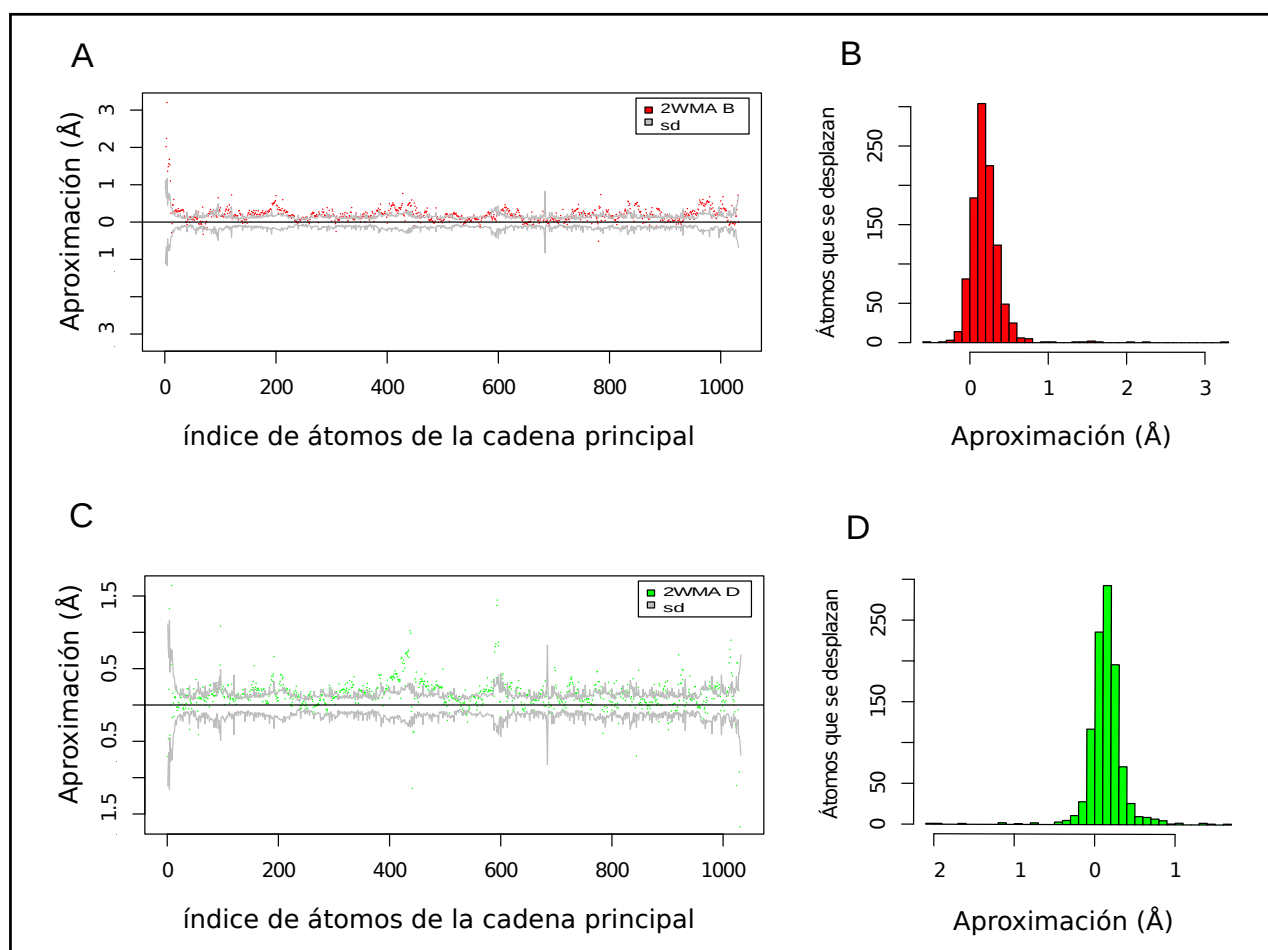 A
Aproximación (Å)
3
2
1
0
1
3
2WMA B
sd
0
200
400
600
800
1000
índice de átomos de la cadena principal
B
Átomos que se desplazan
250
150
50
0
0
1
2
3
Aproximación (Å)
C
Aproximación (Å)
1.5
0.5
0.5
1.5
2WMA D
sd
0
200
400
600
800
1000
índice de átomos de la cadena principal
D
Átomos que se desplazan
250
150
50
0
2
1
0
1
Aproximación (Å)